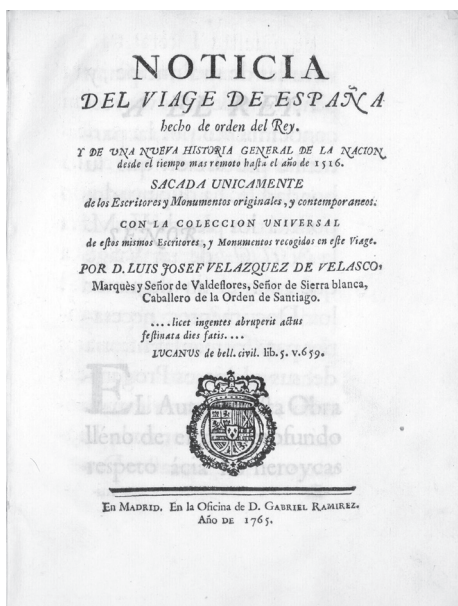 NOTICIA
DEL VIAGE DE ESPAÑA
hecho de orden del Rey.
Y DE UNA NUEVA HISTORIA GENERAL DE LA NACION
desde el tiempo mas remoto hasta el año de 1516.
SACADA UNICAMENTE
de los Escritores y Monumentos originales, y contemporaneos.
CON LA COLECCION UNIVERSAL
de estos mismos Escritores, y Monumentos recogidos en este Viage.
POR D. LUIS JOSEF VELAZQUEZ DE VELASCO,
Marquès y Señor de Valdeflores, Señor de Sierra blanca,
Caballero de la Orden de Santiago.
....licet ingentes abruperit actus
festinata dies fatis....
LUCANUS de bell. civil. lib. 5. v. 659.
En MADRID. En la Oficina de D. GABRIEL RAMIREZ.
Año DE 1765.